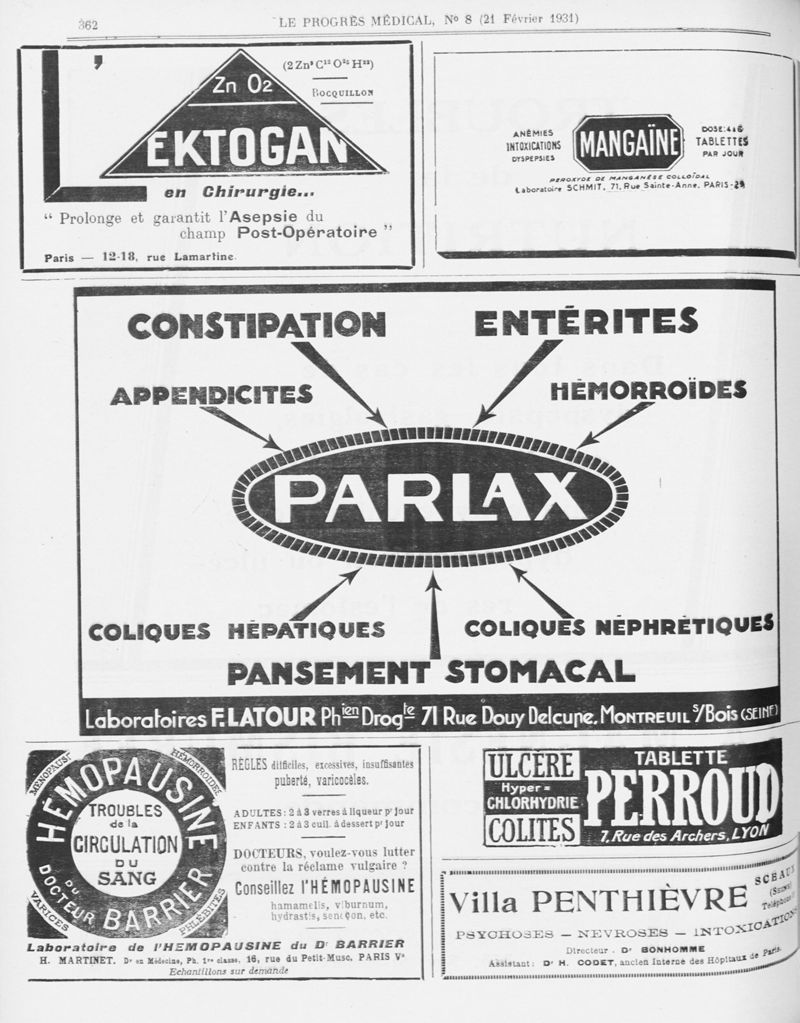 362
LE PROGRÈS MÉDICAL, No 8 (21 Février 1931)
L'
Zn O2
(2 Zn⁹ C¹² O²⁴ H²²)
ROCQUILLON
EKTOGAN
en Chirurgie...
“ Prolonge et garantit l'Asepsie du
champ Post-Opératoire ”
Paris — 12-18, rue Lamartine.
ANÉMIES
INTOXICATIONS
DYSPEPSIES
MANGAÏNE
DOSE: 4 à 6
TABLETTES
PAR JOUR
PEROXYDE DE MANGANÈSE COLLOÏDAL
Laboratoire SCHMIT, 71, Rue Sainte-Anne, PARIS-2e
CONSTIPATION
ENTÉRITES
APPENDICITES
HÉMORROÏDES
PARLAX
COLIQUES HÉPATIQUES
COLIQUES NÉPHRÉTIQUES
PANSEMENT STOMACAL
Laboratoires F. LATOUR Phien Drogte 71 Rue Douy Delcupe, MONTREUIL s/Bois (SEINE)
MÉNOPAUSE
HÉMORROÏDES
HÉMOPAUSINE
TROUBLES
de la
CIRCULATION
DU
SANG
DU
DOCTEUR BARRIER
VARICES
PHLÉBITES
RÈGLES difficiles, excessives, insuffisantes
puberté, varicocèles.
ADULTES : 2 à 3 verres à liqueur pr jour
ENFANTS : 2 à 3 cuil. à dessert pr jour
DOCTEURS, voulez-vous lutter
contre la réclame vulgaire ?
Conseillez l'HÉMOPAUSINE
hamamelis, viburnum,
hydrastis, seneçon, etc.
Laboratoire de l'HEMOPAUSINE du Dr BARRIER
H. MARTINET, Dr en Médecine, Ph. 1re classe, 16, rue du Petit-Musc, PARIS Ve
Echantillons sur demande
ULCÈRE
Hyper=
CHLORHYDRIE
COLITES
TABLETTE
PERROUD
7, Rue des Archers, LYON
Villa PENTHIÈVRE
SCEAUX
(Seine)
Téléphone
PSYCHOSES — NEVROSES — INTOXICATIONS
Directeur : Dr BONHOMME
Assistant : Dr H. CODET, ancien Interne des Hôpitaux de Paris.